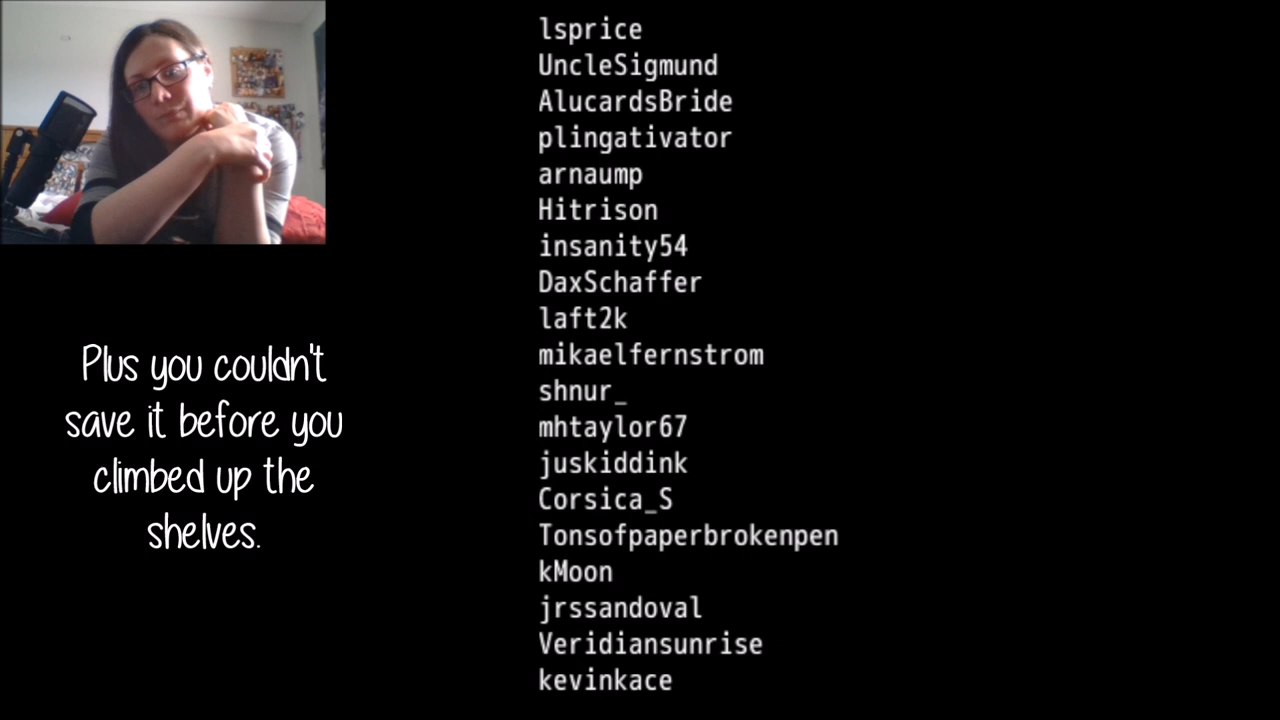 Plus you couldn't
save it before you
climbed up the
shelves.
lsprice
UncleSigmund
AlucardsBride
plingativator
arnaump
Hitrison
insanity54
DaxSchaffer
laft2k
mikaelfernstrom
shnur_
mhtaylor67
juskiddink
Corsica_S
Tonsofpaperbrokenpen
kMoon
jrssandoval
Veridiansunrise
kevinkace